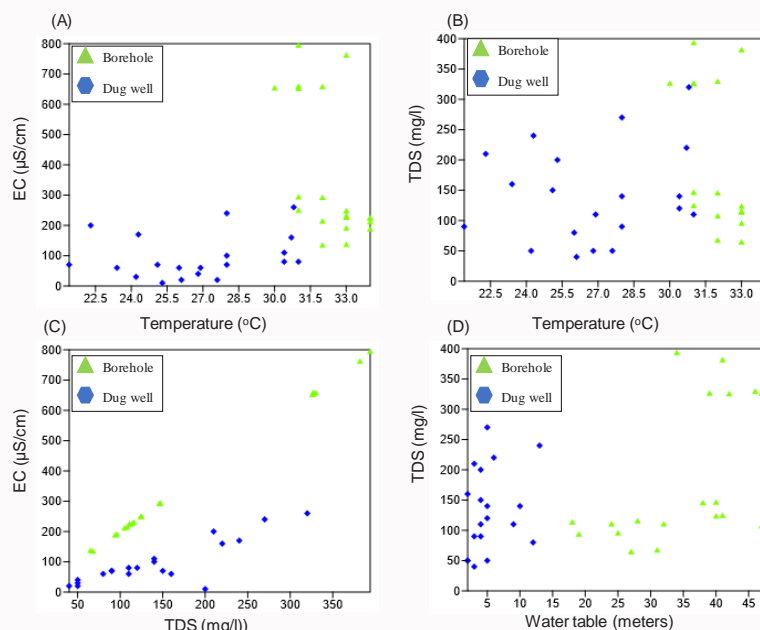 (A)
800
700
600
500
400
300
200
100
0
EC (µS/cm)
Borehole
Dug well
22.5 24.0 25.5 27.0 28.5 30.0 31.5 33.0
Temperature (ºC)
(B)
400
350
300
250
200
150
100
50
0
TDS (mg/l)
Borehole
Dug well
22.5 24.0 25.5 27.0 28.5 30.0 31.5 33.0
Temperature (ºC)
(C)
800
700
600
500
400
300
200
100
0
EC (µS/cm)
Borehole
Dug well
50 100 150 200 250 300 350
TDS (mg/l))
(D)
400
350
300
250
200
150
100
50
0
TDS (mg/l)
Borehole
Dug well
5 10 15 20 25 30 35 40 45
Water table (meters)